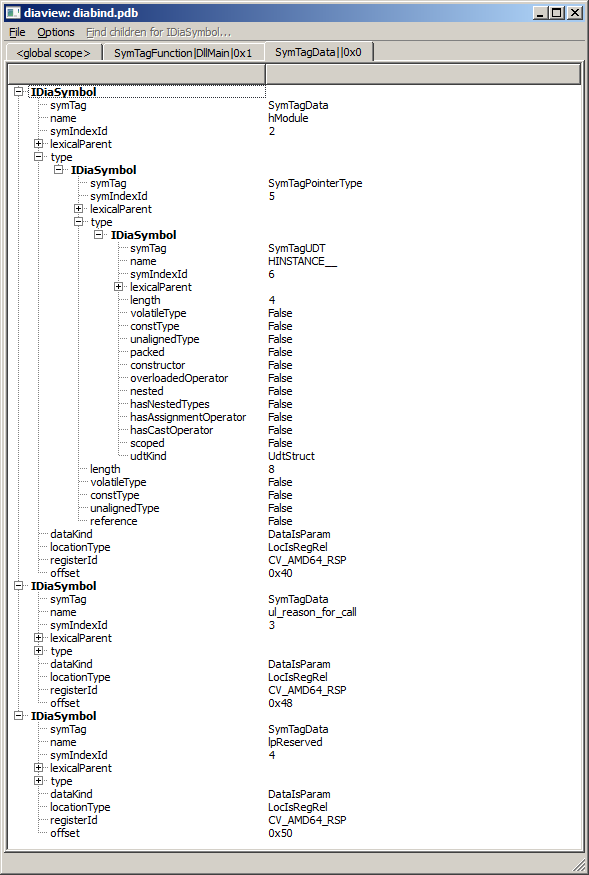 diaview: diabind.pdb
File Options Find children for IDiaSymbol...
<global scope> SymTagFunction|DllMain|0x1 SymTagData||0x0
IDiaSymbol
symTag SymTagData
name hModule
symIndexId 2
lexicalParent
type
IDiaSymbol
symTag SymTagPointerType
symIndexId 5
lexicalParent
type
IDiaSymbol
symTag SymTagUDT
name HINSTANCE__
symIndexId 6
lexicalParent
length 4
volatileType False
constType False
unalignedType False
packed False
constructor False
overloadedOperator False
nested False
hasNestedTypes False
hasAssignmentOperator False
hasCastOperator False
scoped False
udtKind UdtStruct
length 8
volatileType False
constType False
unalignedType False
reference False
dataKind DataIsParam
locationType LocIsRegRel
registerId CV_AMD64_RSP
offset 0x40
IDiaSymbol
symTag SymTagData
name ul_reason_for_call
symIndexId 3
lexicalParent
type
dataKind DataIsParam
locationType LocIsRegRel
registerId CV_AMD64_RSP
offset 0x48
IDiaSymbol
symTag SymTagData
name lpReserved
symIndexId 4
lexicalParent
type
dataKind DataIsParam
locationType LocIsRegRel
registerId CV_AMD64_RSP
offset 0x50